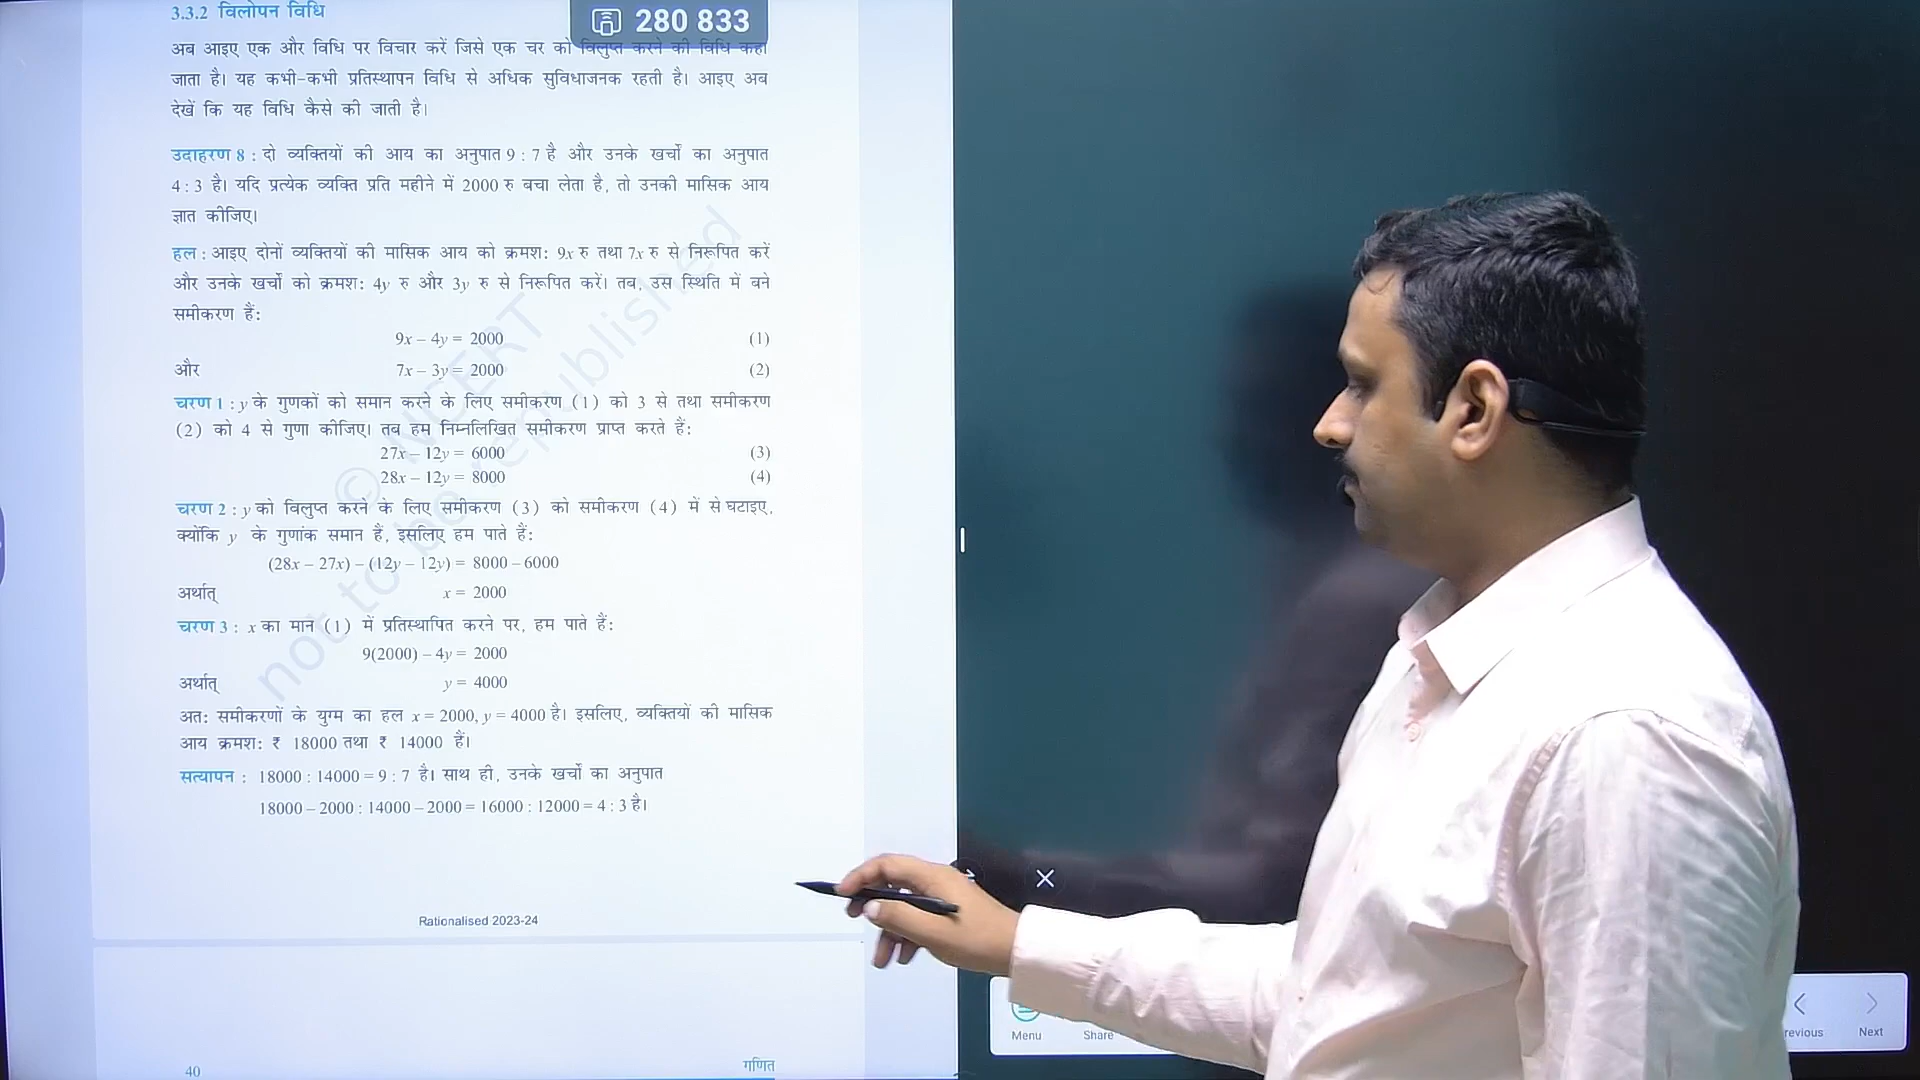 3.3.2 विलोपन विधि
280 833
अब आइए एक और विधि पर विचार करें जिसे एक चर को विलुप्त करने की विधि कहा
जाता है। यह कभी-कभी प्रतिस्थापन विधि से अधिक सुविधाजनक रहती है। आइए अब
देखें कि यह विधि कैसे की जाती है।
उदाहरण 8 : दो व्यक्तियों की आय का अनुपात 9 : 7 है और उनके खर्चों का अनुपात
4 : 3 है। यदि प्रत्येक व्यक्ति प्रति महीने में 2000 रु बचा लेता है, तो उनकी मासिक आय
ज्ञात कीजिए।
हल : आइए दोनों व्यक्तियों की मासिक आय को क्रमश: 9x रु तथा 7x रु से निरूपित करें
और उनके खर्चों को क्रमश: 4y रु और 3y रु से निरूपित करें। तब, उस स्थिति में बने
समीकरण हैं:
9x – 4y = 2000 (1)
और 7x – 3y = 2000 (2)
चरण 1 : y के गुणकों को समान करने के लिए समीकरण (1) को 3 से तथा समीकरण
(2) को 4 से गुणा कीजिए। तब हम निम्नलिखित समीकरण प्राप्त करते हैं:
27x – 12y = 6000 (3)
28x – 12y = 8000 (4)
चरण 2 : y को विलुप्त करने के लिए समीकरण (3) को समीकरण (4) में से घटाइए,
क्योंकि y के गुणांक समान हैं, इसलिए हम पाते हैं:
(28x – 27x) – (12y – 12y) = 8000 – 6000
अर्थात् x = 2000
चरण 3 : x का मान (1) में प्रतिस्थापित करने पर, हम पाते हैं:
9(2000) – 4y = 2000
अर्थात् y = 4000
अत: समीकरणों के युग्म का हल x = 2000, y = 4000 है। इसलिए, व्यक्तियों की मासिक
आय क्रमश: ₹ 18000 तथा ₹ 14000 हैं।
सत्यापन : 18000 : 14000 = 9 : 7 है। साथ ही, उनके खर्चों का अनुपात
18000 – 2000 : 14000 – 2000 = 16000 : 12000 = 4 : 3 है।
© NCERT
not to be republished
Rationalised 2023-24
Menu Share revious Next
40 गणित